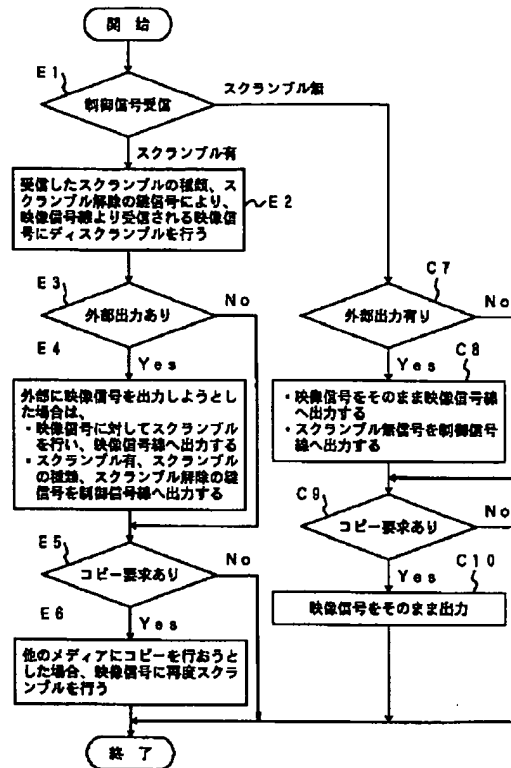 開 始
E1
制御信号受信
スクランブル無
スクランブル有
受信したスクランブルの種類、ス
クランブル解除の鍵信号により、
映像信号線より受信される映像信
号にディスクランブルを行う
E2
E3
外部出力あり
No
E4
Yes
外部に映像信号を出力しようとし
た場合は、
・映像信号に対してスクランブル
を行い、映像信号線へ出力する
・スクランブル有、スクランブル
の種類、スクランブル解除の鍵
信号を制御信号線へ出力する
E5
コピー要求あり
No
E6
Yes
他のメディアにコピーを行おうと
した場合、映像信号に再度スクラ
ンブルを行う
終 了
C7
外部出力有り
No
Yes
C8
・映像信号をそのまま映像信号線
へ出力する
・スクランブル無信号を制御信号
線へ出力する
C9
コピー要求あり
No
Yes
C10
映像信号をそのまま出力